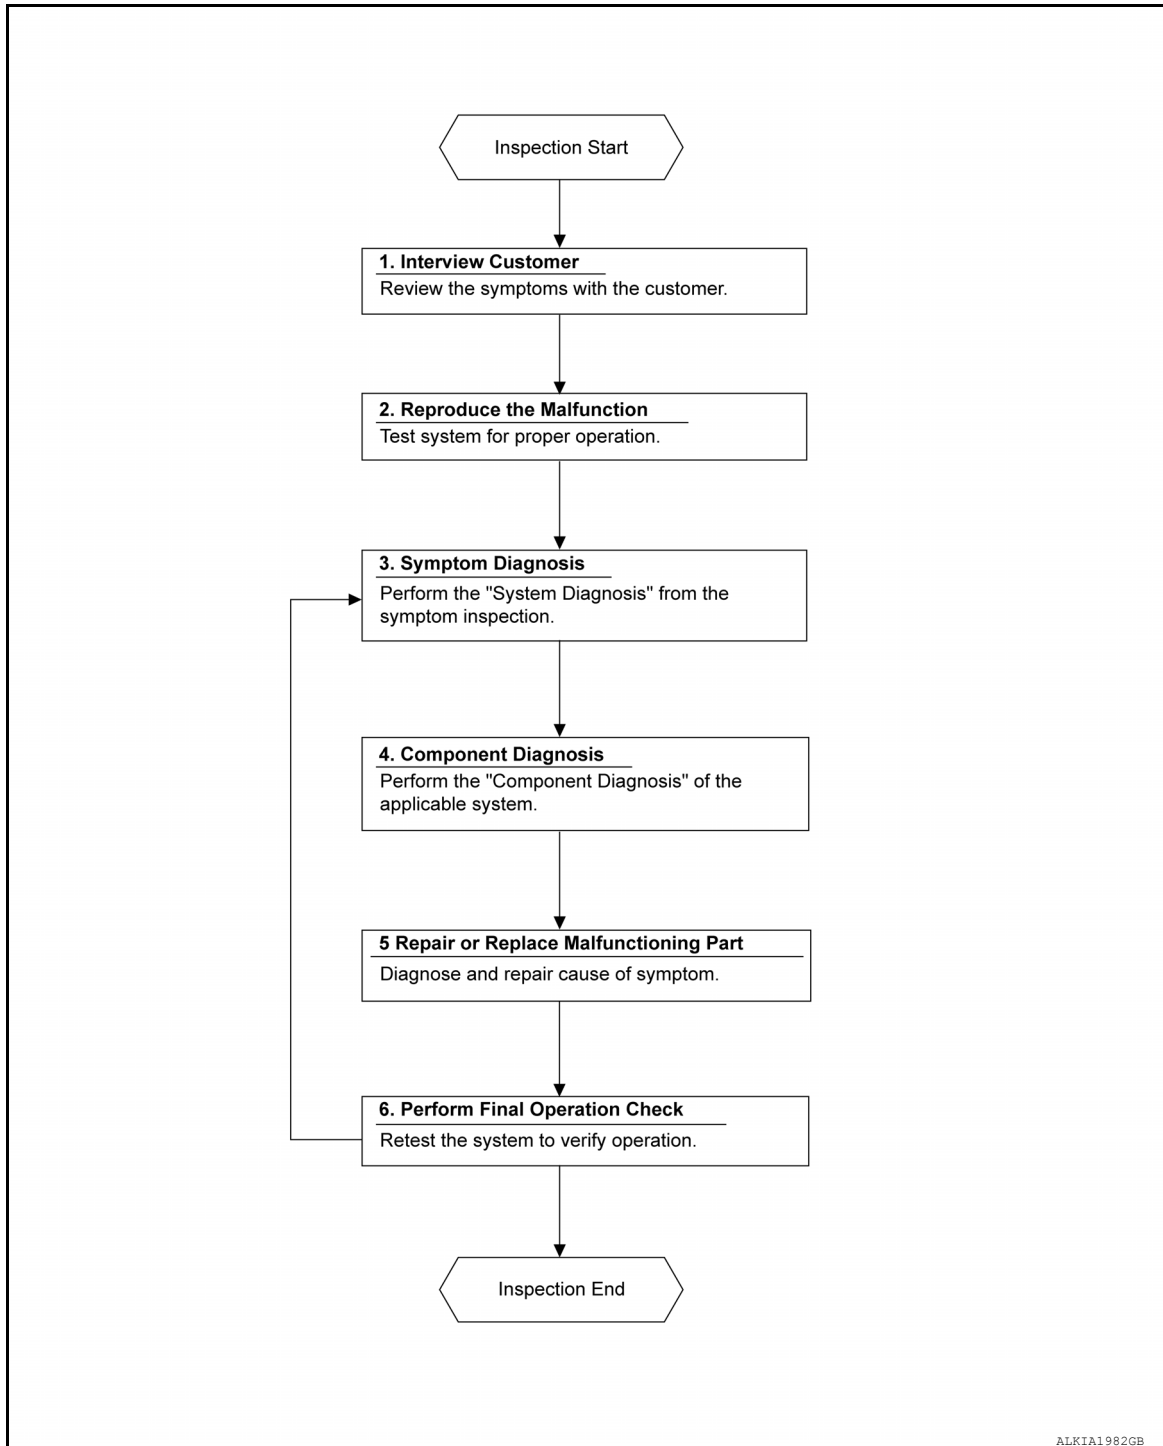 Inspection Start
1. Interview Customer
Review the symptoms with the customer.
2. Reproduce the Malfunction
Test system for proper operation.
3. Symptom Diagnosis
Perform the "System Diagnosis" from the
symptom inspection.
4. Component Diagnosis
Perform the "Component Diagnosis" of the
applicable system.
5 Repair or Replace Malfunctioning Part
Diagnose and repair cause of symptom.
6. Perform Final Operation Check
Retest the system to verify operation.
Inspection End
ALKIA1982GB